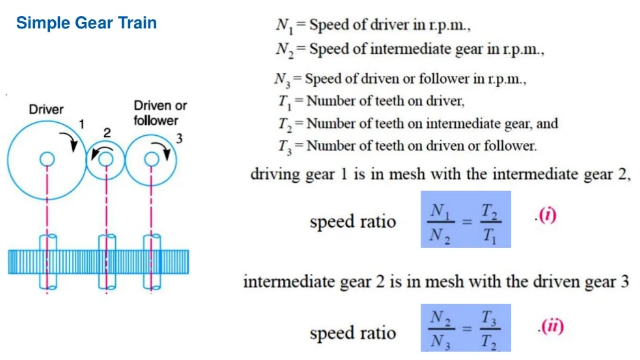 Simple Gear Train
N1 = Speed of driver in r.p.m.,
N2 = Speed of intermediate gear in r.p.m.,
N3 = Speed of driven or follower in r.p.m.,
T1 = Number of teeth on driver,
T2 = Number of teeth on intermediate gear, and
T3 = Number of teeth on driven or follower.
Driver
Driven or
follower
1
2
3
driving gear 1 is in mesh with the intermediate gear 2,
speed ratio N1/N2 = T2/T1 .(i)
intermediate gear 2 is in mesh with the driven gear 3
speed ratio N2/N3 = T3/T2 .(ii)